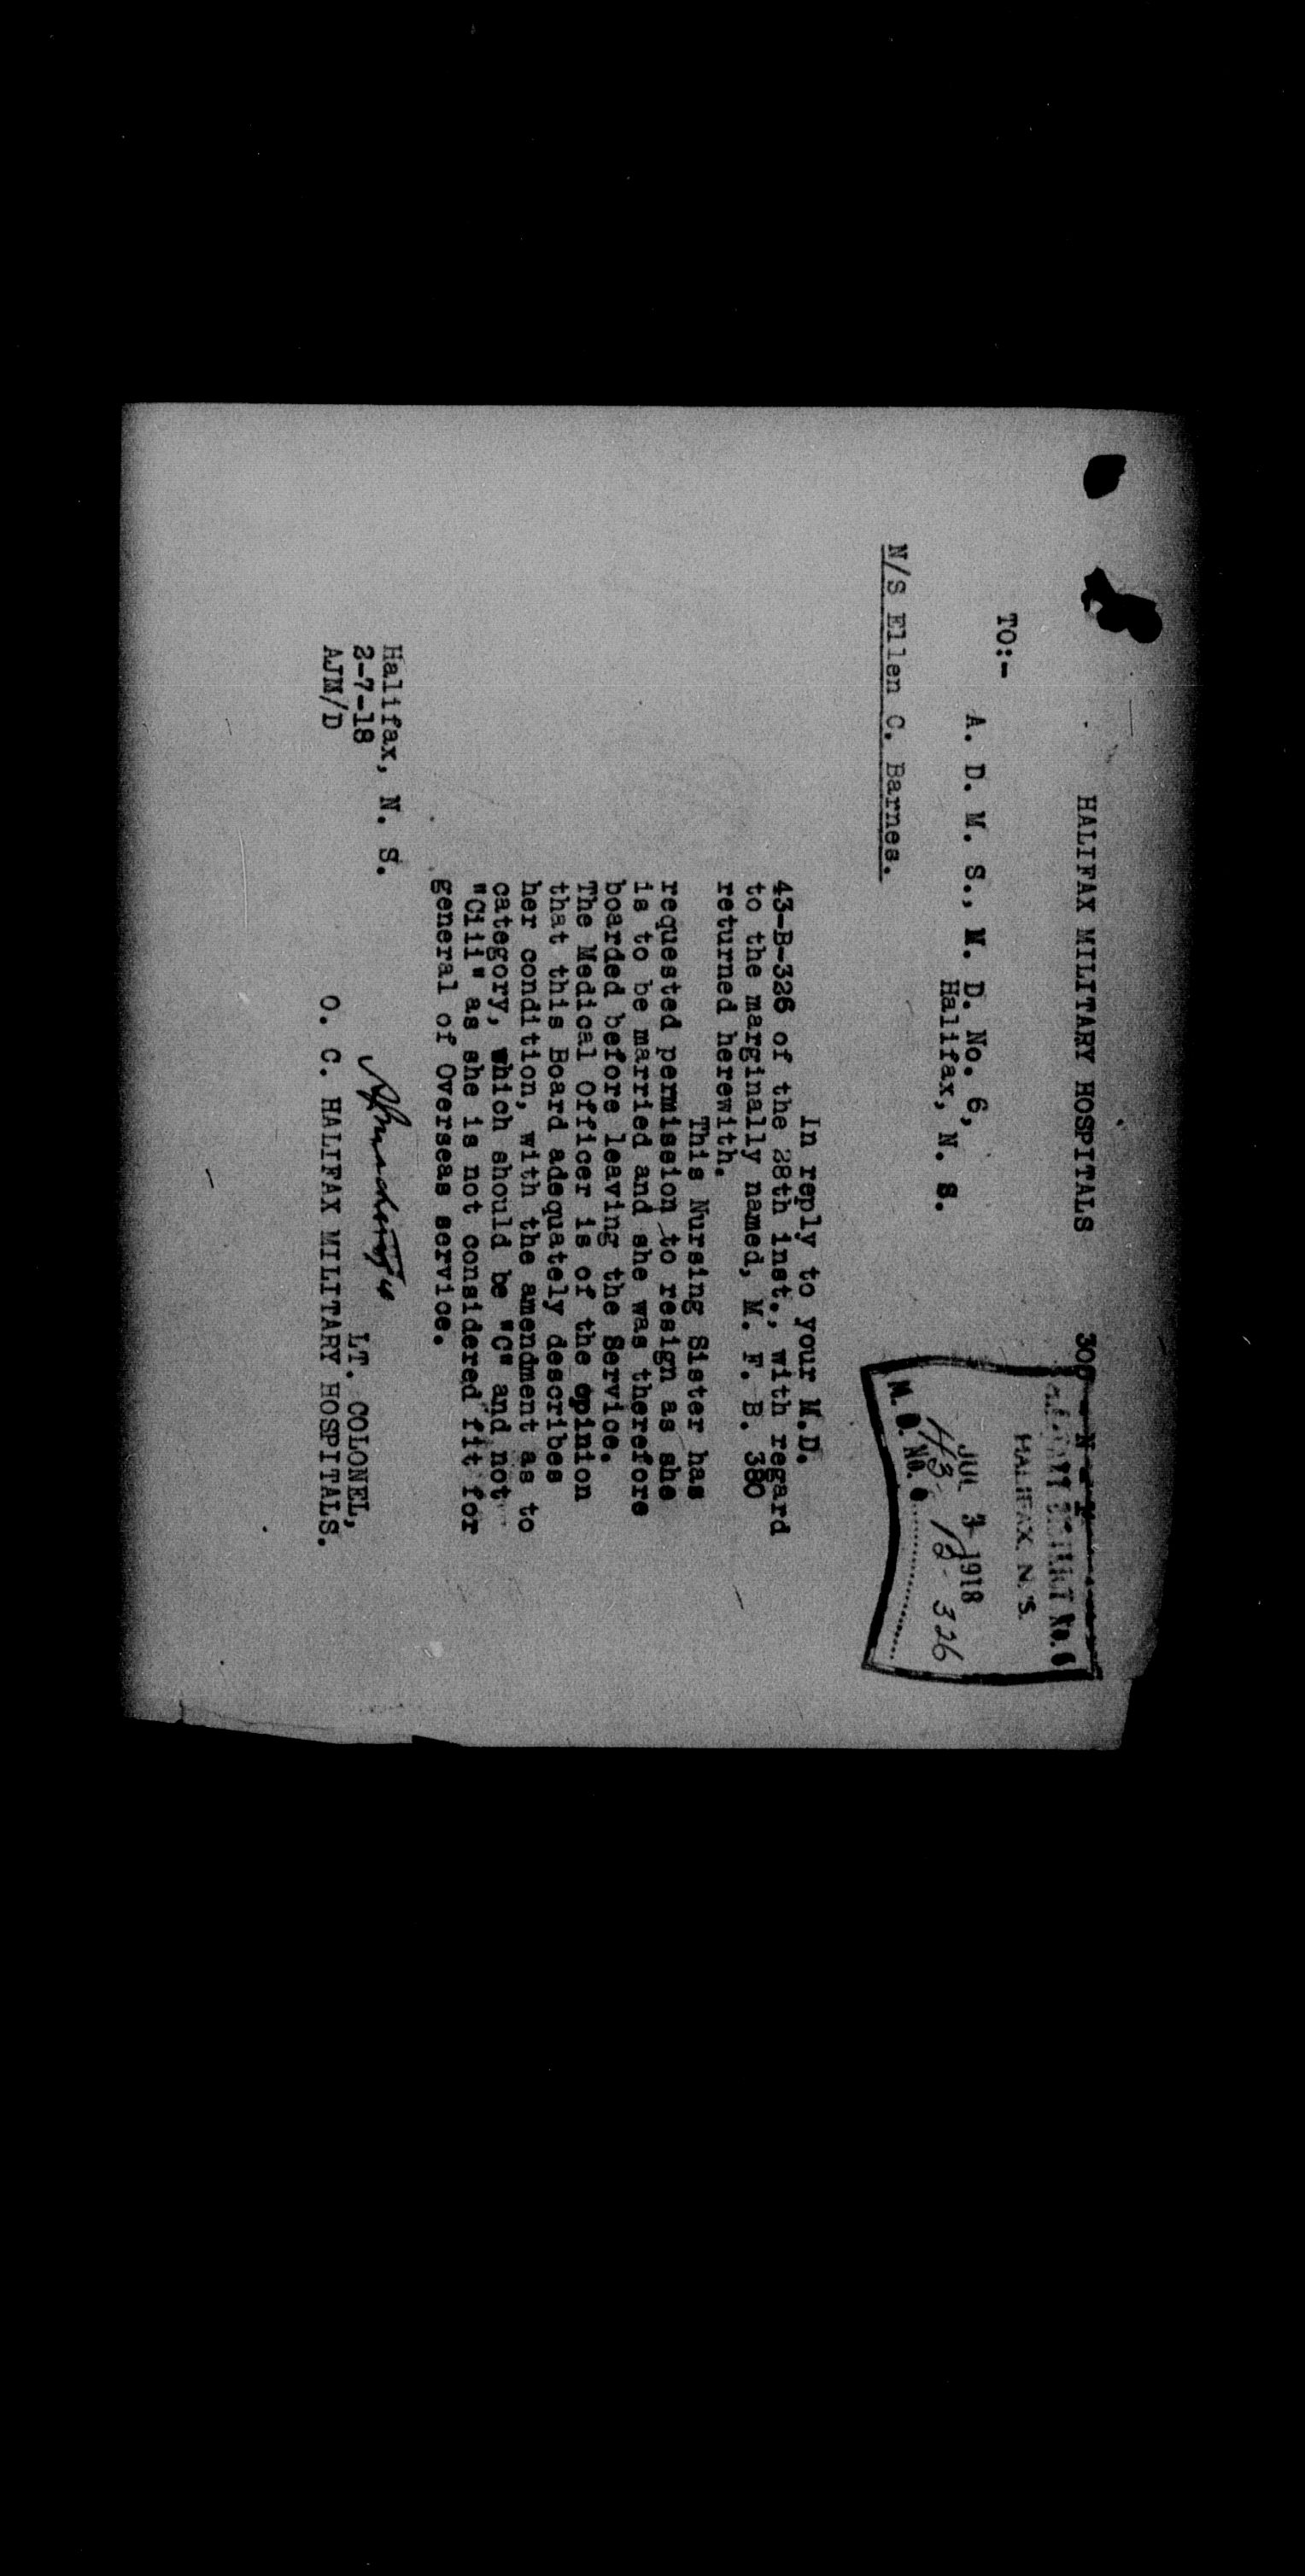 HALIFAX MILITARY HOSPITALS 300-N-
No. 6
HALIFAX N.S.
JUL 3 1918
43-B-326
M. D. No. 6
TO:-
A. D. M. S., M. D. No. 6,
Halifax, N. S.
N/S Ellen C. Barnes.
In reply to your M.D.
43-B-326 of the 28th inst., with regard
to the marginally named, M. F. B. 380
returned herewith.
This Nursing Sister has
requested permission to resign as she
is to be married and she was therefore
boarded before leaving the Service.
The Medical Officer is of the opinion
that this Board adequately describes
her condition, with the amendment as to
category, which should be "C" and not
"Ciii" as she is not considered fit for
general of Overseas service.
Halifax, N. S.
2-7-18
AJM/D
LT. COLONEL,
O. C. HALIFAX MILITARY HOSPITALS.